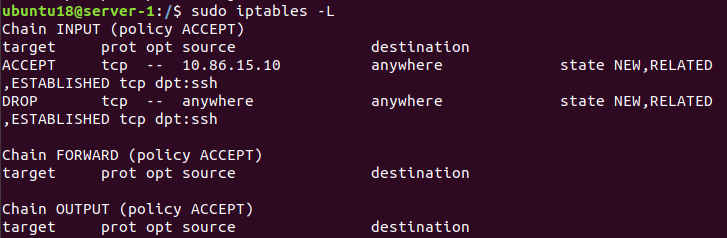 ubuntu18@server-1:/$ sudo iptables -L
Chain INPUT (policy ACCEPT)
target     prot opt source               destination
ACCEPT     tcp  --  10.86.15.10          anywhere             state NEW,RELATED
,ESTABLISHED tcp dpt:ssh
DROP       tcp  --  anywhere             anywhere             state NEW,RELATED
,ESTABLISHED tcp dpt:ssh

Chain FORWARD (policy ACCEPT)
target     prot opt source               destination

Chain OUTPUT (policy ACCEPT)
target     prot opt source               destination